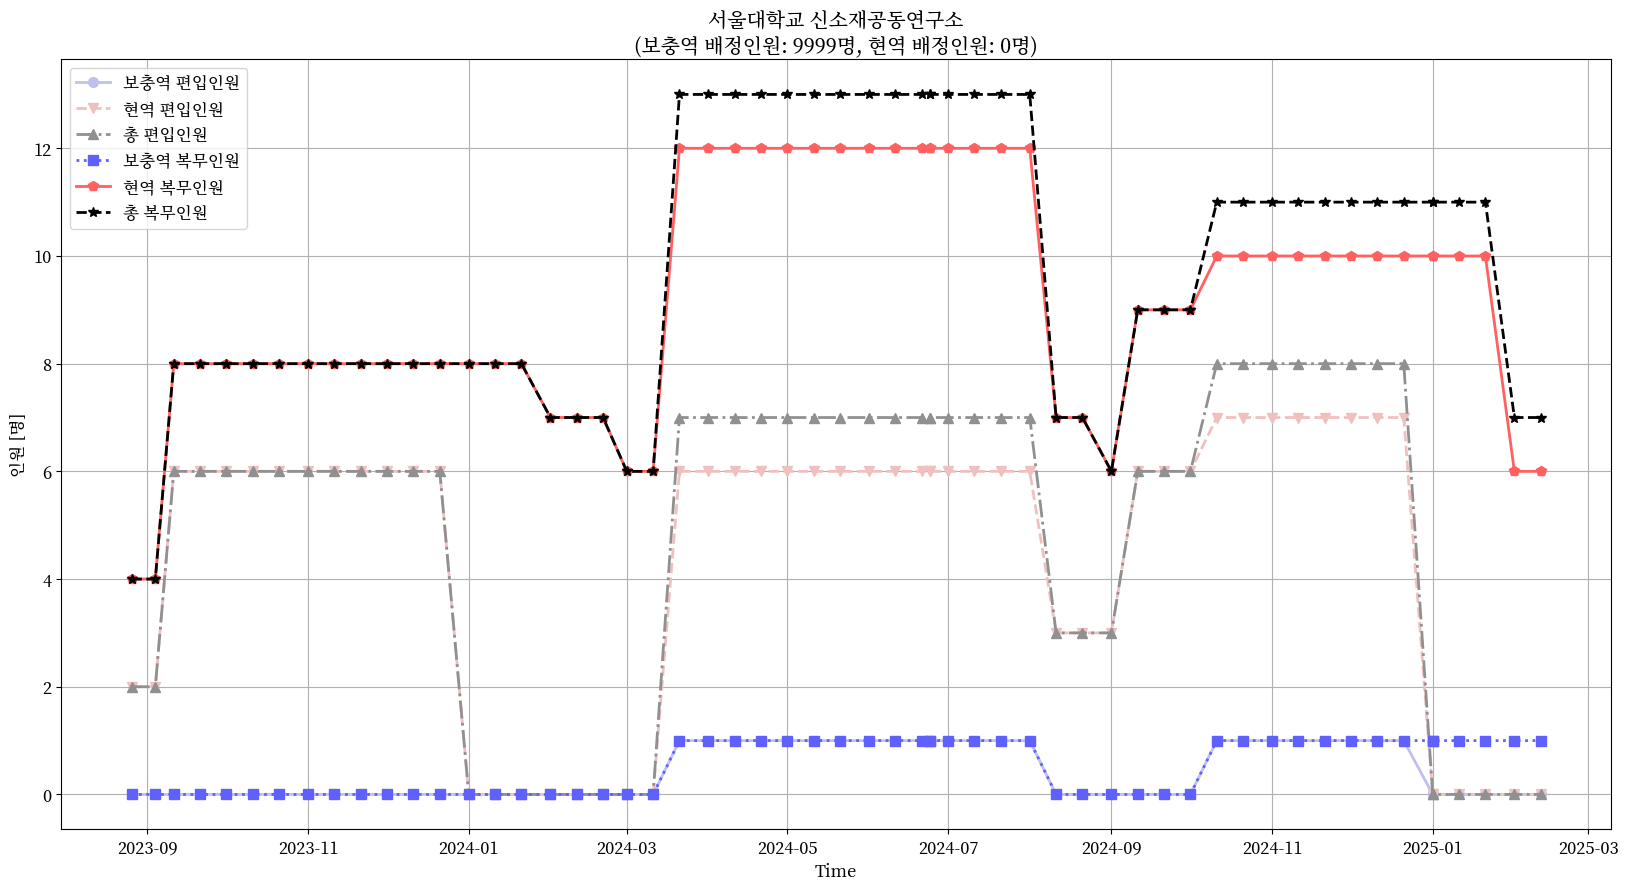 서울대학교 신소재공동연구소
(보충역 배정인원: 9999명, 현역 배정인원: 0명)
보충역 편입인원
현역 편입인원
총 편입인원
보충역 복무인원
현역 복무인원
총 복무인원
인원 [명]
12
10
8
6
4
2
0
2023-09
2023-11
2024-01
2024-03
2024-05
2024-07
2024-09
2024-11
2025-01
2025-03
Time